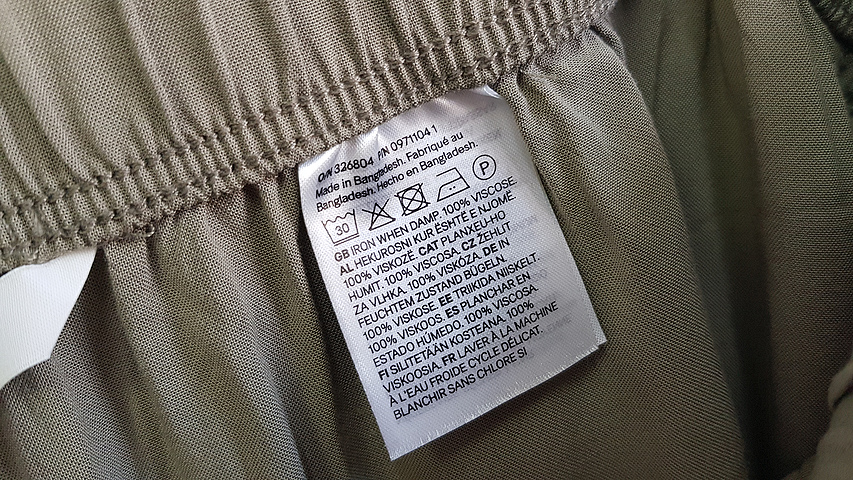 O/N 326804 P/N 0971104 1
Made in Bangladesh. Fabriqué au
Bangladesh. Hecho en Bangladesh.
30 P
GB IRON WHEN DAMP. 100% VISCOSE.
AL HEKUROSNI KUR ËSHTË E NJOMË.
100% VISKOZË. CAT PLANXEU-HO
HUMIT. 100% VISCOSA. CZ ŽEHLIT
ZA VLHKA. 100% VISKÓZA. DE IN
FEUCHTEM ZUSTAND BÜGELN.
100% VISKOSE. EE TRIIKIDA NIISKELT.
100% VISKOOS. ES PLANCHAR EN
ESTADO HÚMEDO. 100% VISCOSA.
FI SILITETÄÄN KOSTEANA. 100%
VISKOOSIA. FR LAVER À LA MACHINE
À L'EAU FROIDE CYCLE DÉLICAT.
BLANCHIR SANS CHLORE SI